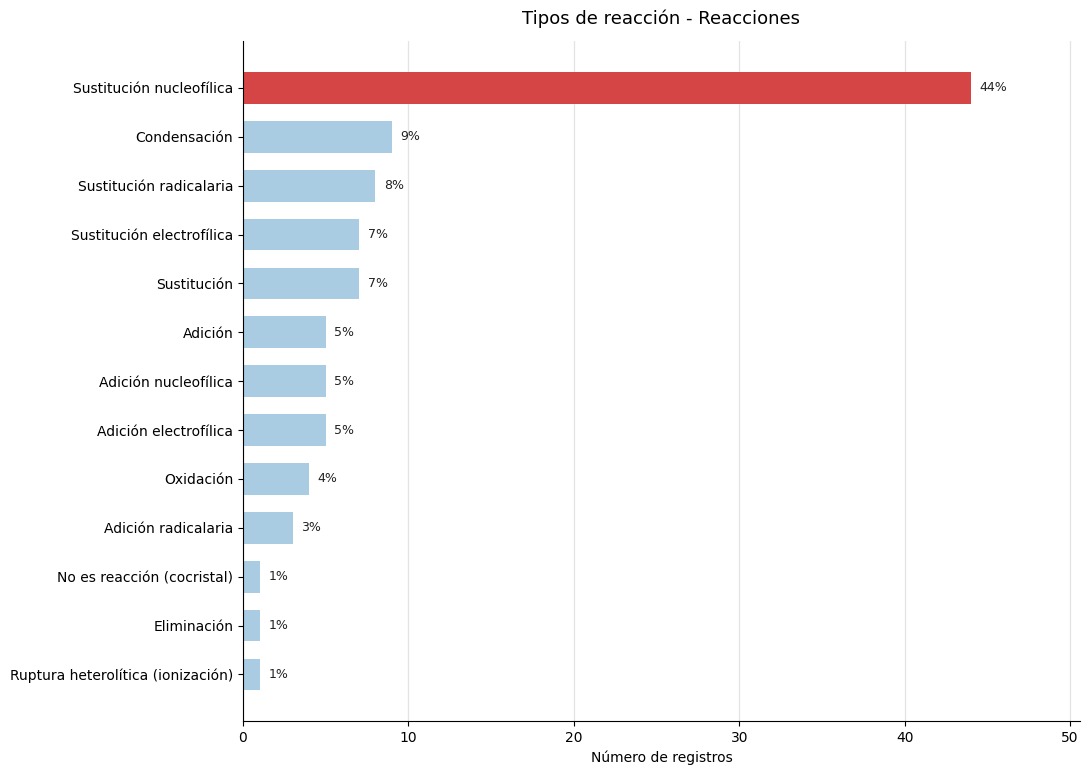 Tipos de reacción - Reacciones
Sustitución nucleofílica 44%
Condensación 9%
Sustitución radicalaria 8%
Sustitución electrofílica 7%
Sustitución 7%
Adición 5%
Adición nucleofílica 5%
Adición electrofílica 5%
Oxidación 4%
Adición radicalaria 3%
No es reacción (cocristal) 1%
Eliminación 1%
Ruptura heterolítica (ionización) 1%
0 10 20 30 40 50
Número de registros